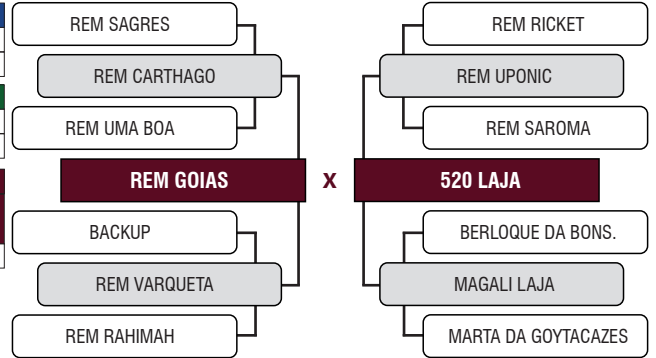 REM SAGRES
REM CARTHAGO
REM UMA BOA
REM GOIAS
BACKUP
REM VARQUETA
REM RAHIMAH
X
REM RICKET
REM UPONIC
REM SAROMA
520 LAJA
BERLOQUE DA BONS.
MAGALI LAJA
MARTA DA GOYTACAZES